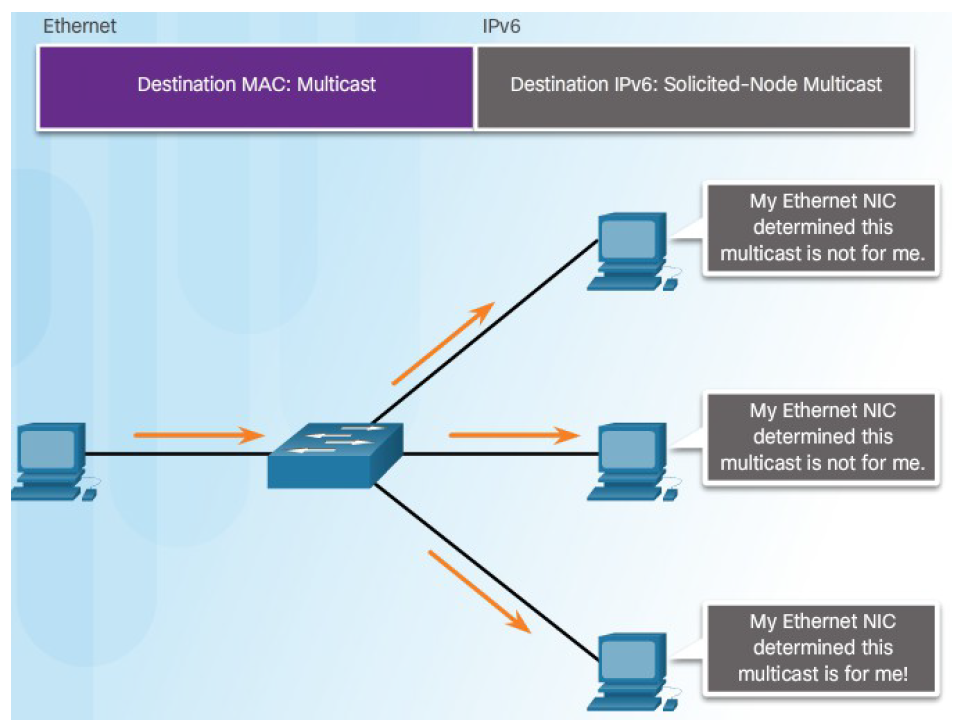 Ethernet
IPv6
Destination MAC: Multicast
Destination IPv6: Solicited-Node Multicast
My Ethernet NIC
determined this
multicast is not for me.
My Ethernet NIC
determined this
multicast is not for me.
My Ethernet NIC
determined this
multicast is for me!